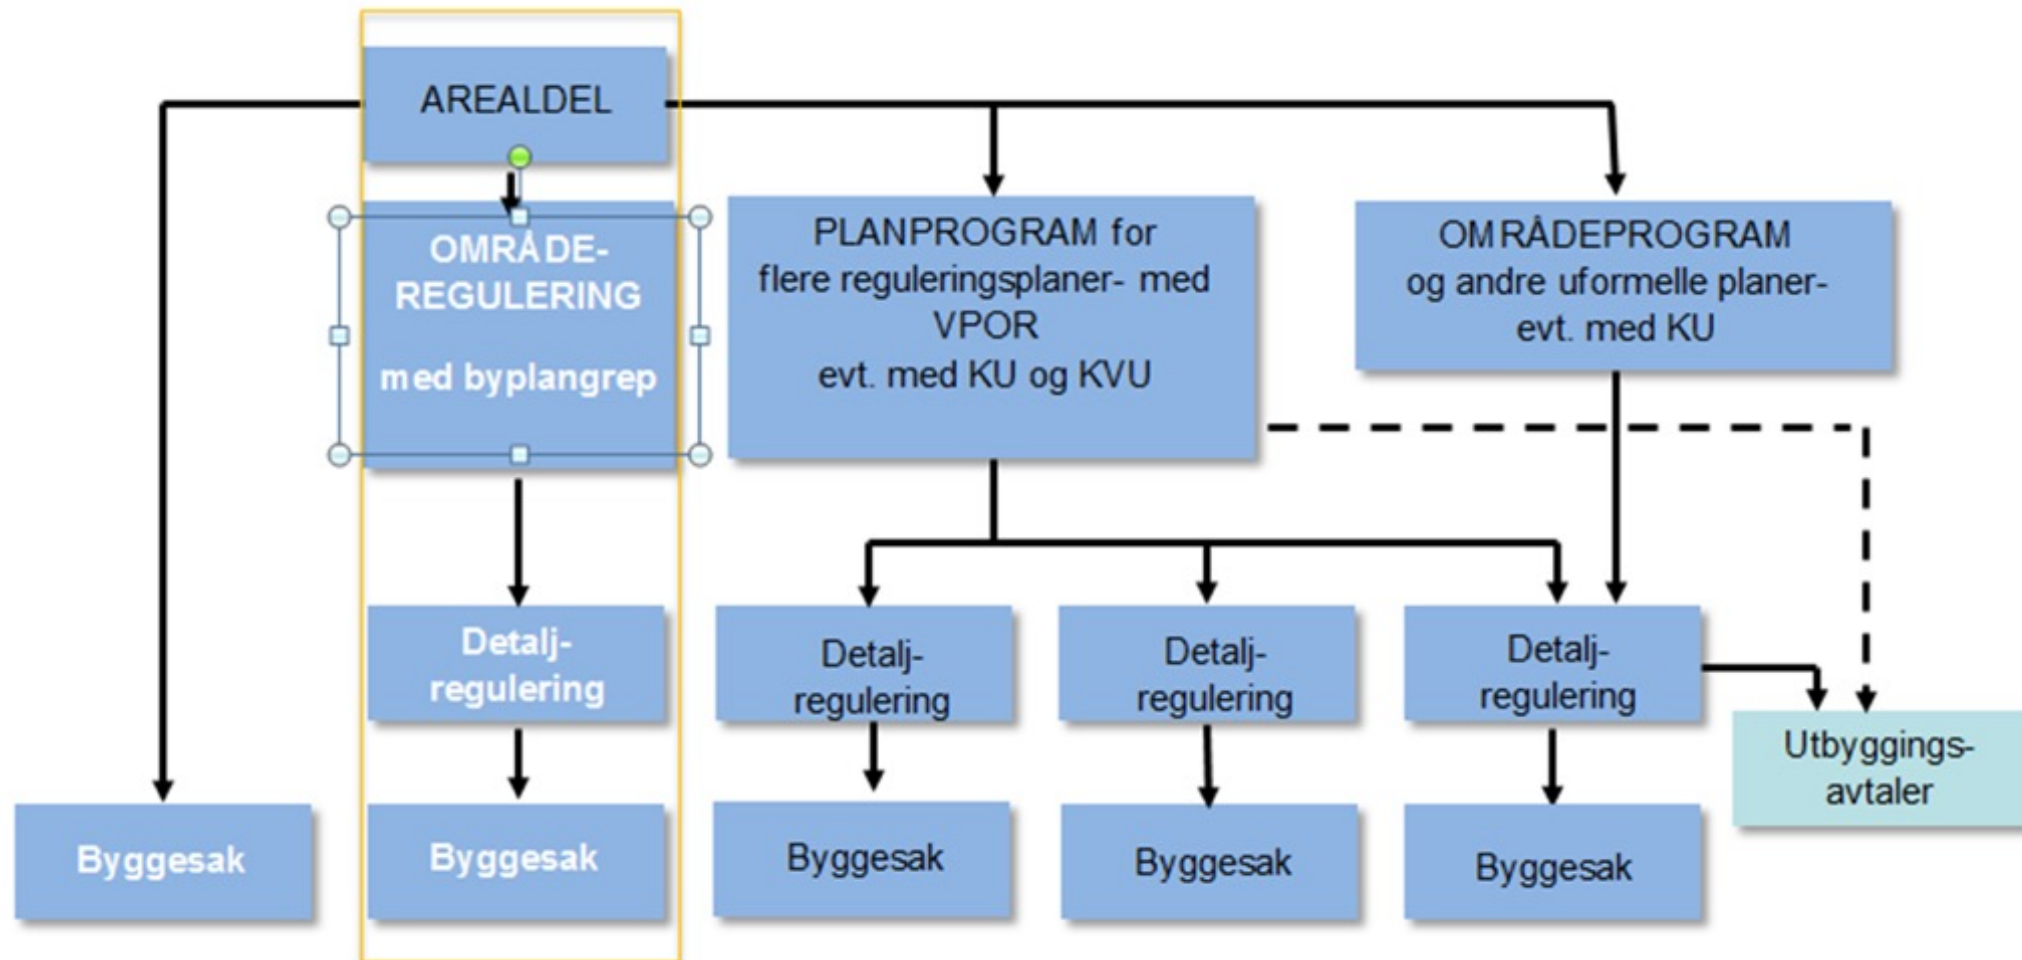 AREALDEL
OMRÅDE-
REGULERING
med byplangrep
PLANPROGRAM for
flere reguleringsplaner- med
VPOR
evt. med KU og KVU
OMRÅDEPROGRAM
og andre uformelle planer-
evt. med KU
Detalj-
regulering
Detalj-
regulering
Detalj-
regulering
Detalj-
regulering
Utbyggings-
avtaler
Byggesak
Byggesak
Byggesak
Byggesak
Byggesak